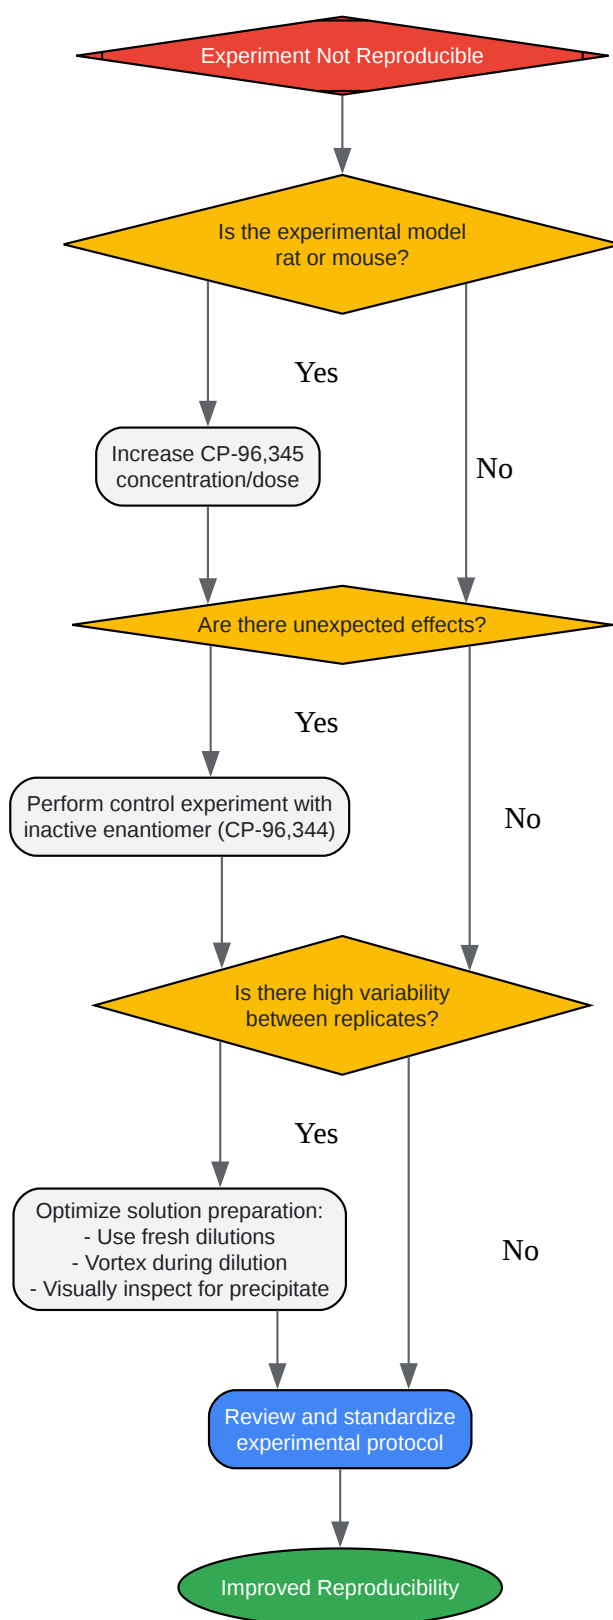 Experiment Not Reproducible
Is the experimental model
rat or mouse?
Yes
Increase CP-96,345
concentration/dose
No
Are there unexpected effects?
Yes
Perform control experiment with
inactive enantiomer (CP-96,344)
No
Is there high variability
between replicates?
Yes
Optimize solution preparation:
- Use fresh dilutions
- Vortex during dilution
- Visually inspect for precipitate
No
Review and standardize
experimental protocol
Improved Reproducibility